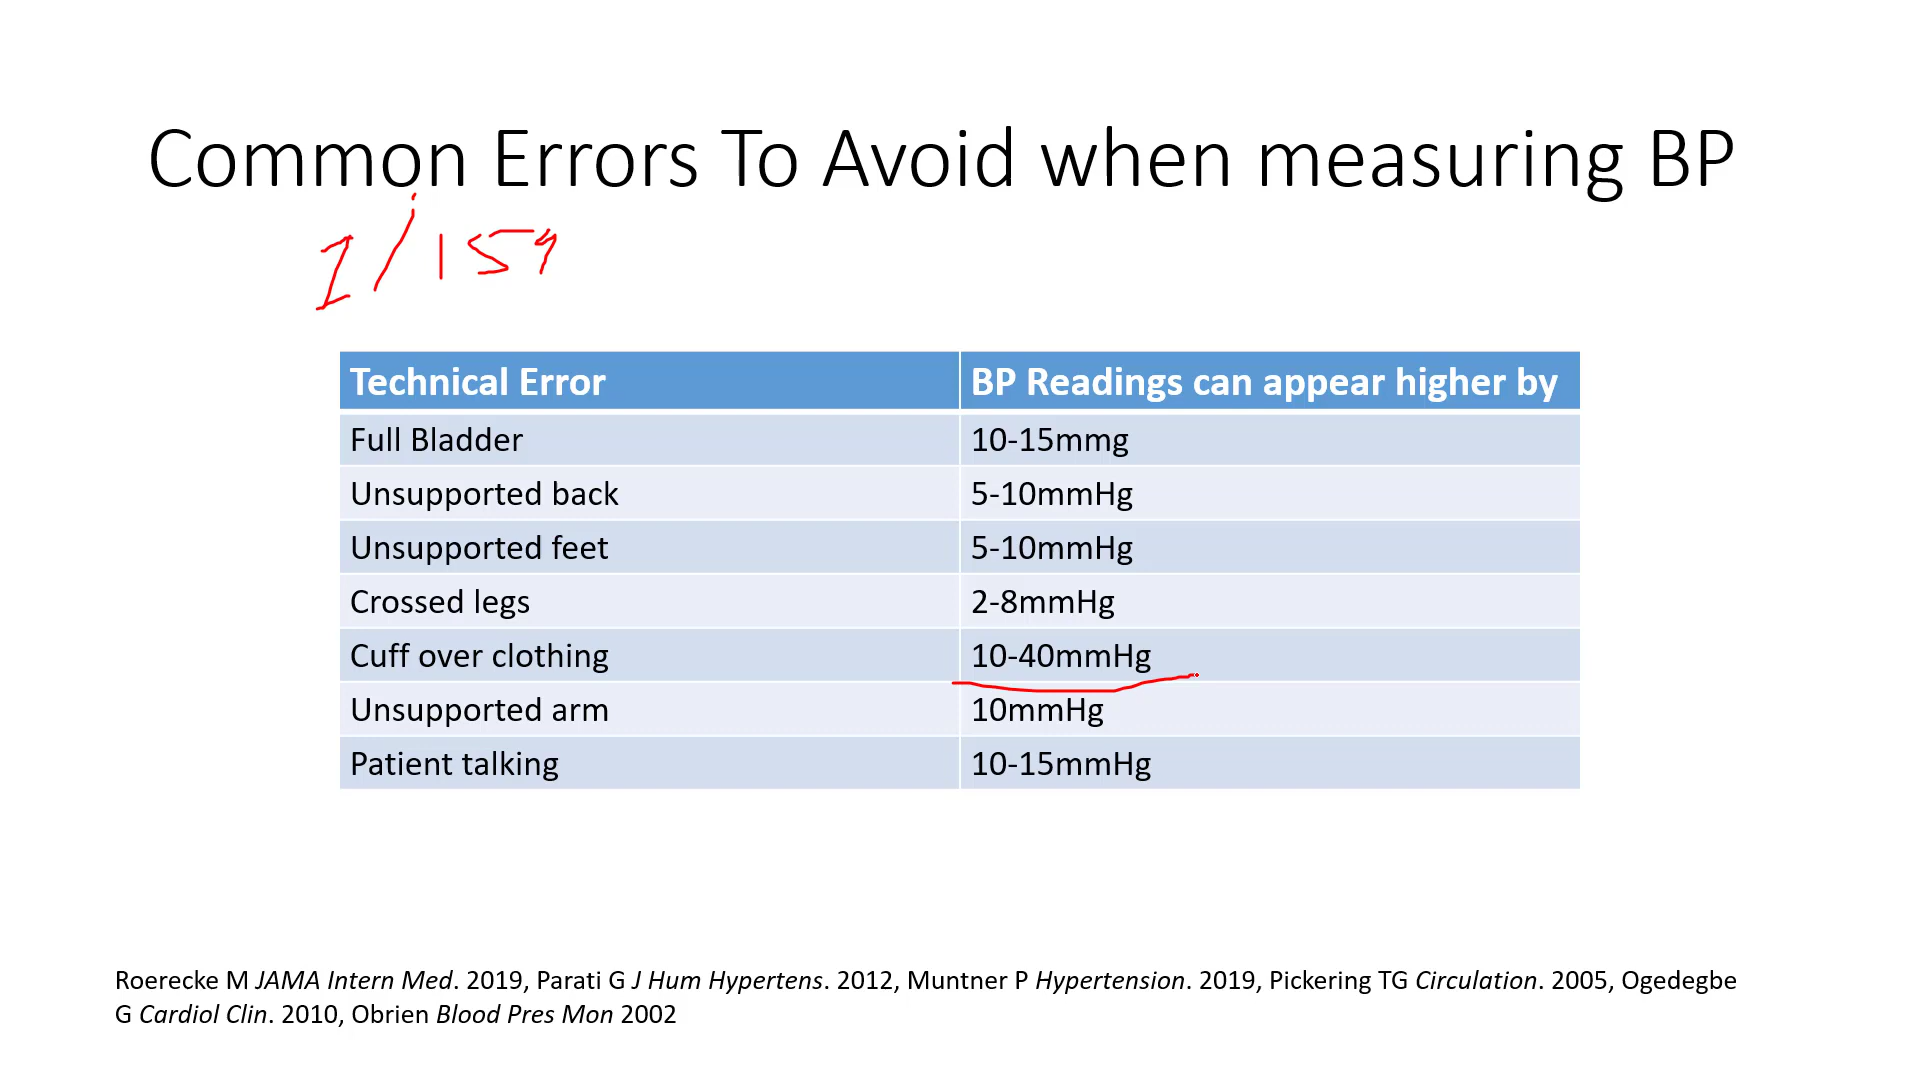 Common Errors To Avoid when measuring BP
1/159
Technical Error BP Readings can appear higher by
Full Bladder 10-15mmg
Unsupported back 5-10mmHg
Unsupported feet 5-10mmHg
Crossed legs 2-8mmHg
Cuff over clothing 10-40mmHg
Unsupported arm 10mmHg
Patient talking 10-15mmHg
Roerecke M JAMA Intern Med. 2019, Parati G J Hum Hypertens. 2012, Muntner P Hypertension. 2019, Pickering TG Circulation. 2005, Ogedegbe
G Cardiol Clin. 2010, Obrien Blood Pres Mon 2002